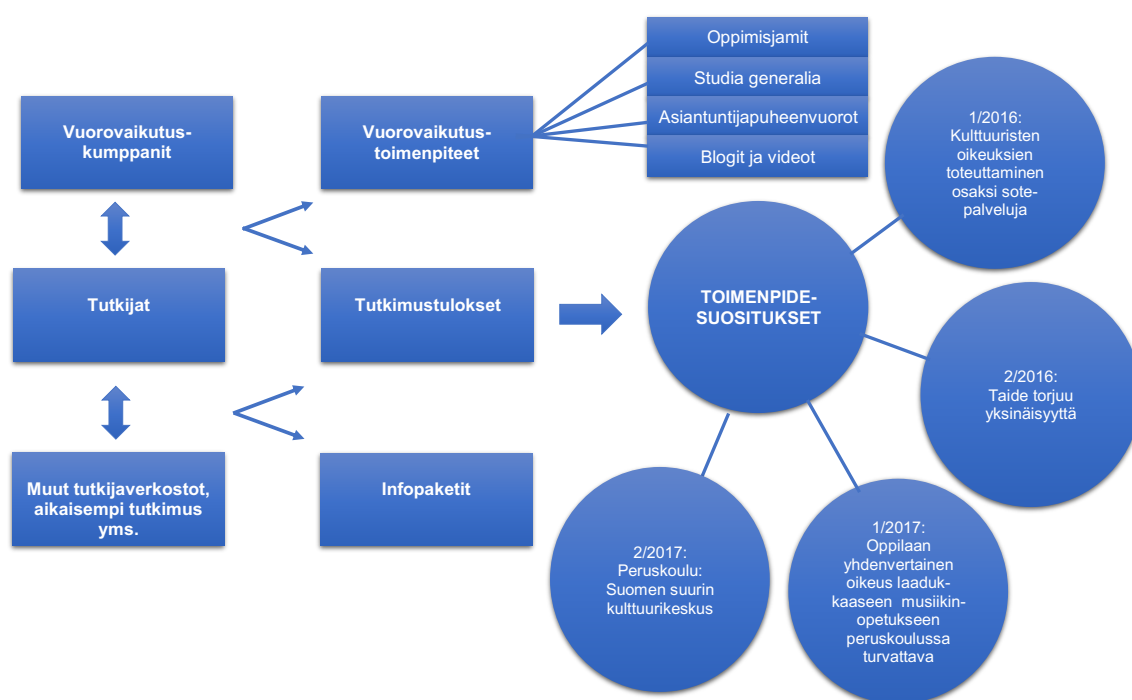 Vuorovaikutus-
kumppanit
Vuorovaikutus-
toimenpiteet
Oppimisjamit
Studia generalia
Asiantuntijapuheenvuorot
Blogit ja videot
Tutkijat
Tutkimustulokset
Muut tutkijaverkostot,
aikaisempi tutkimus
yms.
Infopaketit
TOIMENPIDE-
SUOSITUKSET
1/2016:
Kulttuuristen
oikeuksien
toteuttaminen
osaksi sote-
palveluja
2/2016:
Taide torjuu
yksinäisyyttä
1/2017:
Oppilaan
yhdenvertainen
oikeus laaduk-
kaaseen musiikin-
opetukseen
peruskoulussa
turvattava
2/2017:
Peruskoulu:
Suomen suurin
kulttuurikeskus